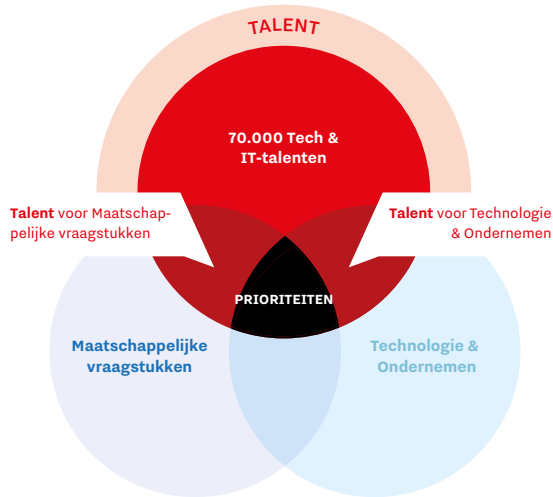 TALENT
70.000 Tech &
IT-talenten
Talent voor Maatschap-
pelijke vraagstukken
Talent voor Technologie
& Ondernemen
PRIORITEITEN
Maatschappelijke
vraagstukken
Technologie &
Ondernemen